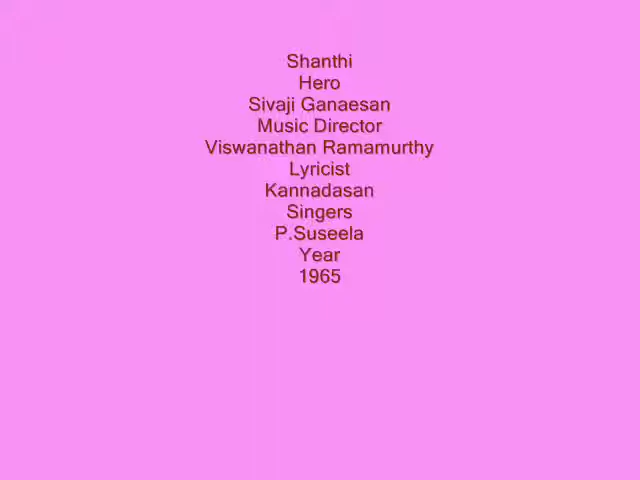 Shanthi
Hero
Sivaji Ganaesan
Music Director
Viswanathan Ramamurthy
Lyricist
Kannadasan
Singers
P.Suseela
Year
1965